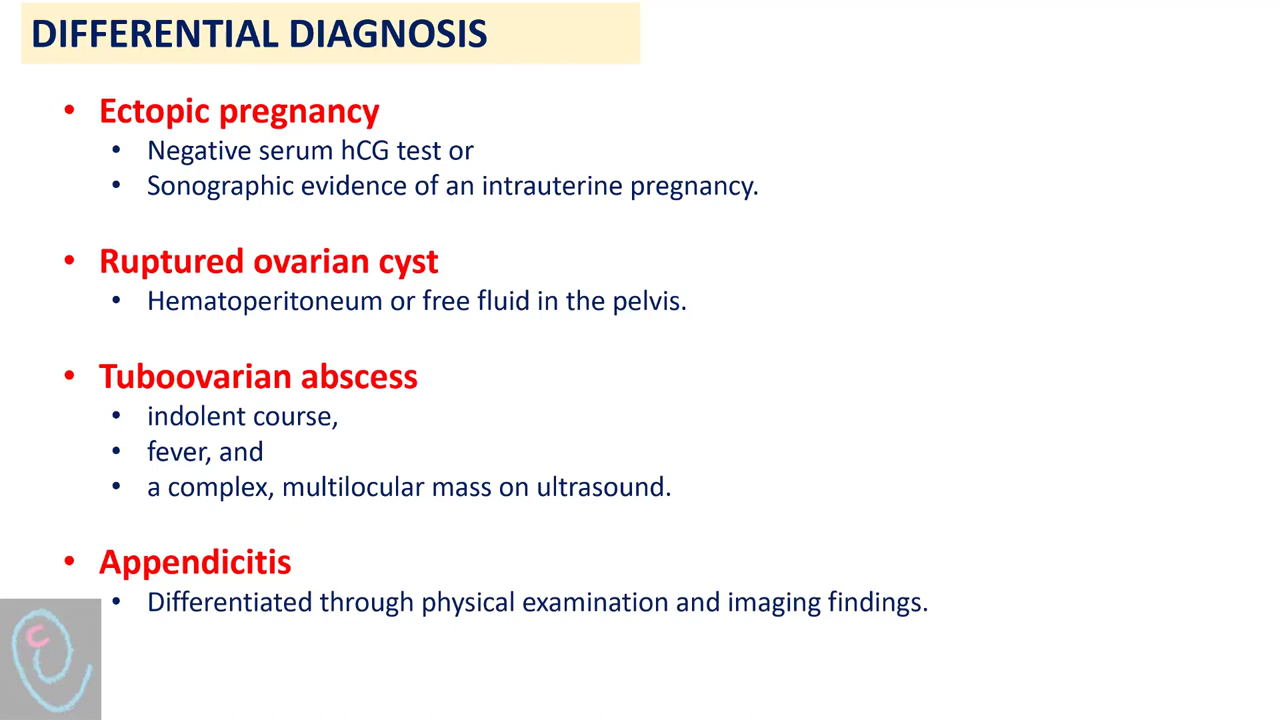 DIFFERENTIAL DIAGNOSIS
• Ectopic pregnancy
• Negative serum hCG test or
• Sonographic evidence of an intrauterine pregnancy.
• Ruptured ovarian cyst
• Hematoperitoneum or free fluid in the pelvis.
• Tuboovarian abscess
• indolent course,
• fever, and
• a complex, multilocular mass on ultrasound.
• Appendicitis
• Differentiated through physical examination and imaging findings.